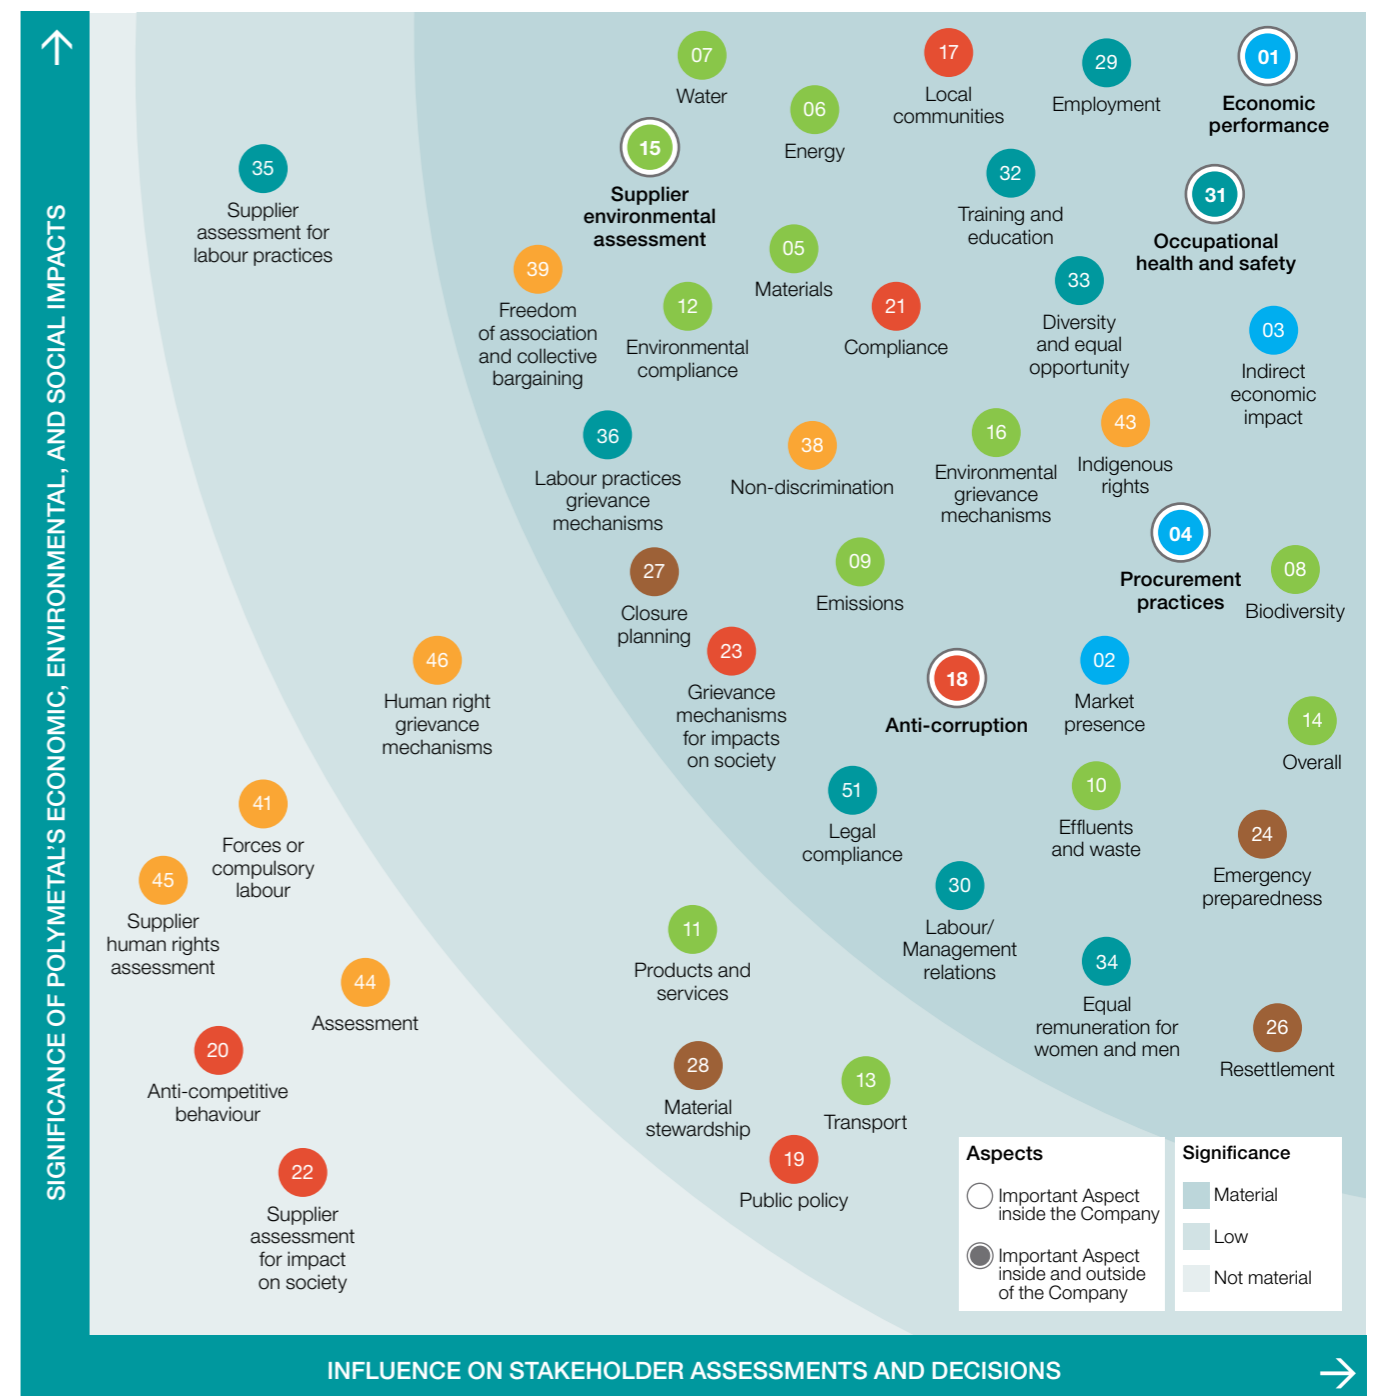 SIGNIFICANCE OF POLYMETAL'S ECONOMIC, ENVIRONMENTAL, AND SOCIAL IMPACTS
07
Water
17
Local
communities
29
Employment
01
Economic
performance
06
Energy
15
Supplier
environmental
assessment
35
Supplier
assessment for
labour practices
32
Training and
education
31
Occupational
health and safety
05
Materials
39
Freedom
of association
and collective
bargaining
12
Environmental
compliance
21
Compliance
33
Diversity
and equal
opportunity
03
Indirect
economic
impact
36
Labour practices
grievance
mechanisms
38
Non-discrimination
16
Environmental
grievance
mechanisms
43
Indigenous
rights
04
Procurement
practices
08
Biodiversity
27
Closure
planning
09
Emissions
46
Human right
grievance
mechanisms
23
Grievance
mechanisms
for impacts
on society
18
Anti-corruption
02
Market
presence
14
Overall
41
Forces or
compulsory
labour
51
Legal
compliance
10
Effluents
and waste
24
Emergency
preparedness
45
Supplier
human rights
assessment
30
Labour/
Management
relations
11
Products and
services
34
Equal
remuneration for
women and men
44
Assessment
26
Resettlement
20
Anti-competitive
behaviour
28
Material
stewardship
13
Transport
19
Public policy
22
Supplier
assessment
for impact
on society
Aspects
Important Aspect
inside the Company
Important Aspect
inside and outside
of the Company
Significance
Material
Low
Not material
INFLUENCE ON STAKEHOLDER ASSESSMENTS AND DECISIONS